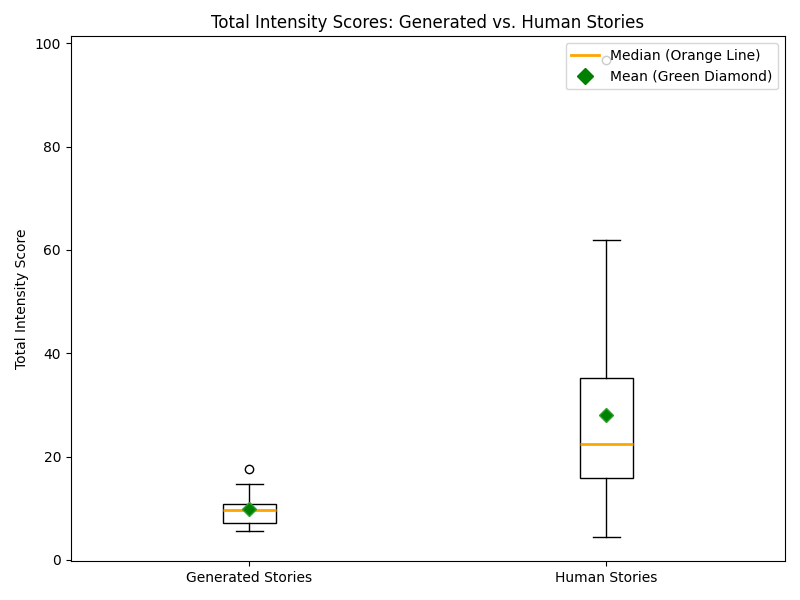 Total Intensity Scores: Generated vs. Human Stories
Median (Orange Line)
Mean (Green Diamond)
Total Intensity Score
100
80
60
40
20
0
Generated Stories
Human Stories